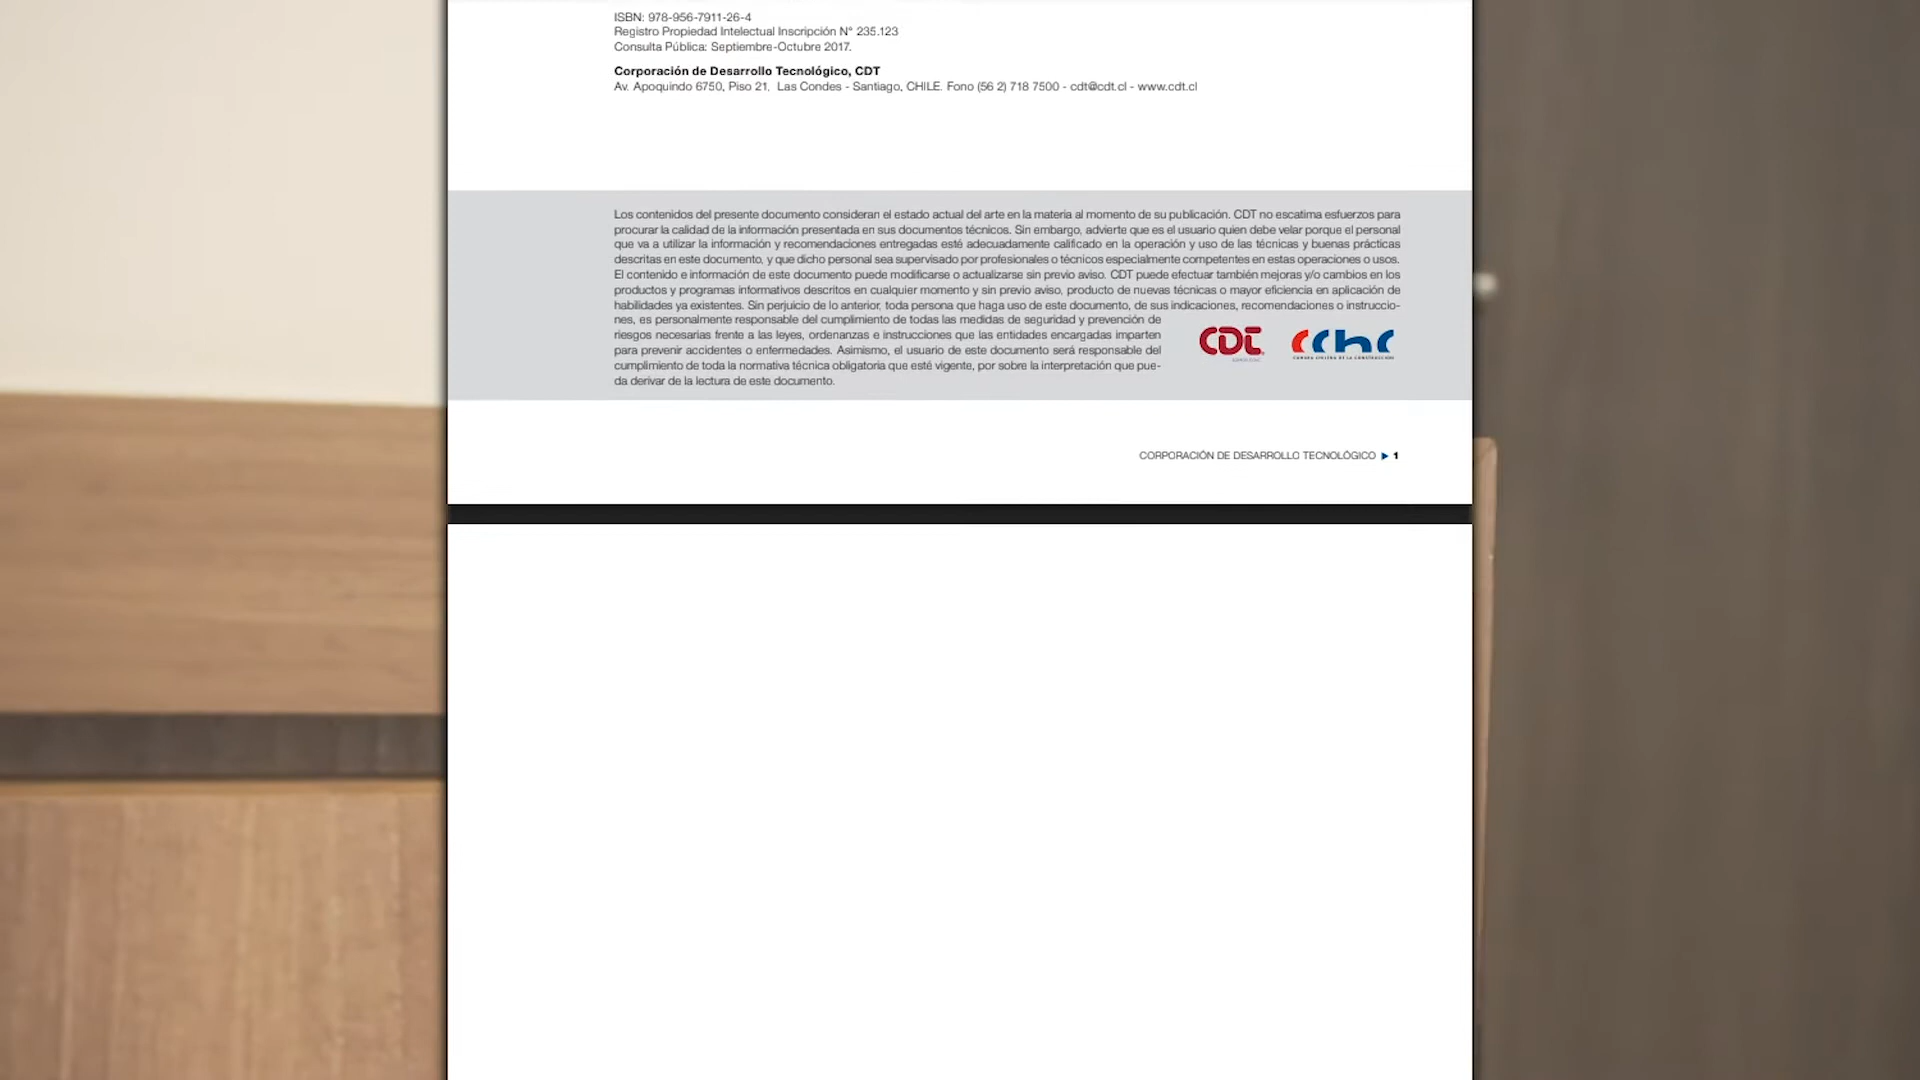 ISBN: 978-956-7911-26-4
Registro Propiedad Intelectual Inscripción N° 235.123
Consulta Pública: Septiembre-Octubre 2017.
Corporación de Desarrollo Tecnológico, CDT
Av. Apoquindo 6750, Piso 21, Las Condes - Santiago, CHILE. Fono (56 2) 718 7500 - cdt@cdt.cl - www.cdt.cl
Los contenidos del presente documento consideran el estado actual del arte en la materia al momento de su publicación. CDT no escatima esfuerzos para
procurar la calidad de la información presentada en sus documentos técnicos. Sin embargo, advierte que es el usuario quien debe velar porque el personal
que va a utilizar la información y recomendaciones entregadas esté adecuadamente calificado en la operación y uso de las técnicas y buenas prácticas
descritas en este documento, y que dicho personal sea supervisado por profesionales o técnicos especialmente competentes en estas operaciones o usos.
El contenido e información de este documento puede modificarse o actualizarse sin previo aviso. CDT puede efectuar también mejoras y/o cambios en los
productos y programas informativos descritos en cualquier momento y sin previo aviso, producto de nuevas técnicas o mayor eficiencia en aplicación de
habilidades ya existentes. Sin perjuicio de lo anterior, toda persona que haga uso de este documento, de sus indicaciones, recomendaciones o instruccio-
nes, es personalmente responsable del cumplimiento de todas las medidas de seguridad y prevención de
riesgos necesarias frente a las leyes, ordenanzas e instrucciones que las entidades encargadas imparten
para prevenir accidentes o enfermedades. Asimismo, el usuario de este documento será responsable del
cumplimiento de toda la normativa técnica obligatoria que esté vigente, por sobre la interpretación que pue-
da derivar de la lectura de este documento.
CDT
cchc
CÁMARA CHILENA DE LA CONSTRUCCIÓN
CORPORACIÓN DE DESARROLLO TECNOLÓGICO ▶ 1